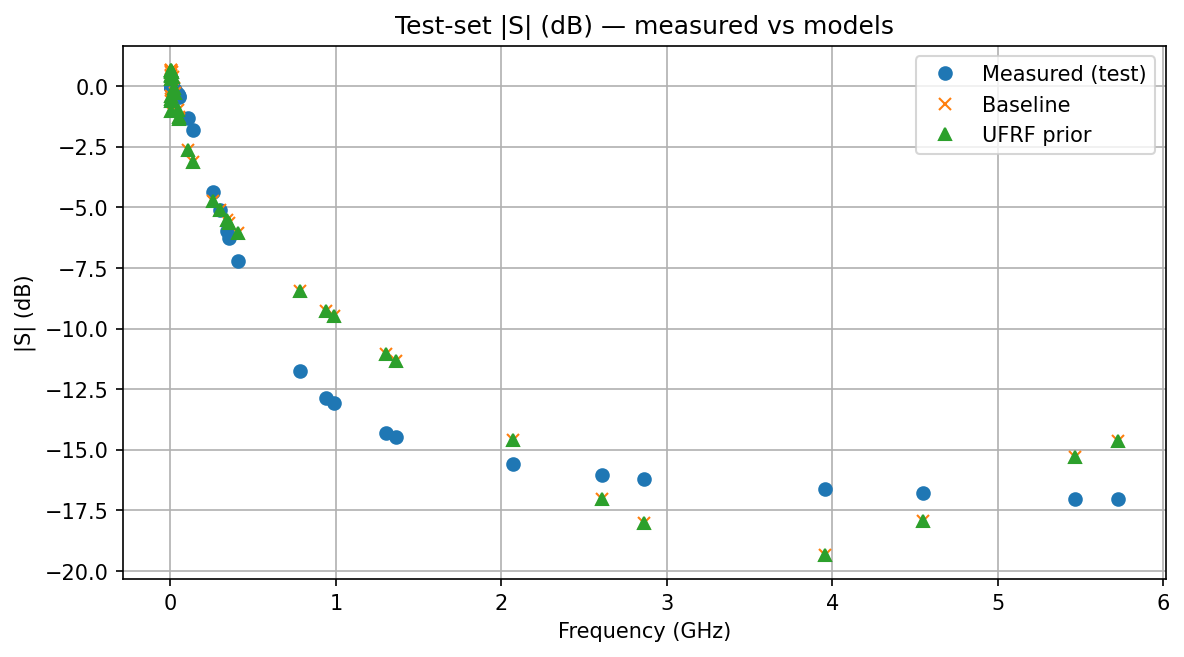 Test-set |S| (dB) — measured vs models
Measured (test)
Baseline
UFRF prior
|S| (dB)
0.0
−2.5
−5.0
−7.5
−10.0
−12.5
−15.0
−17.5
−20.0
0 1 2 3 4 5 6
Frequency (GHz)